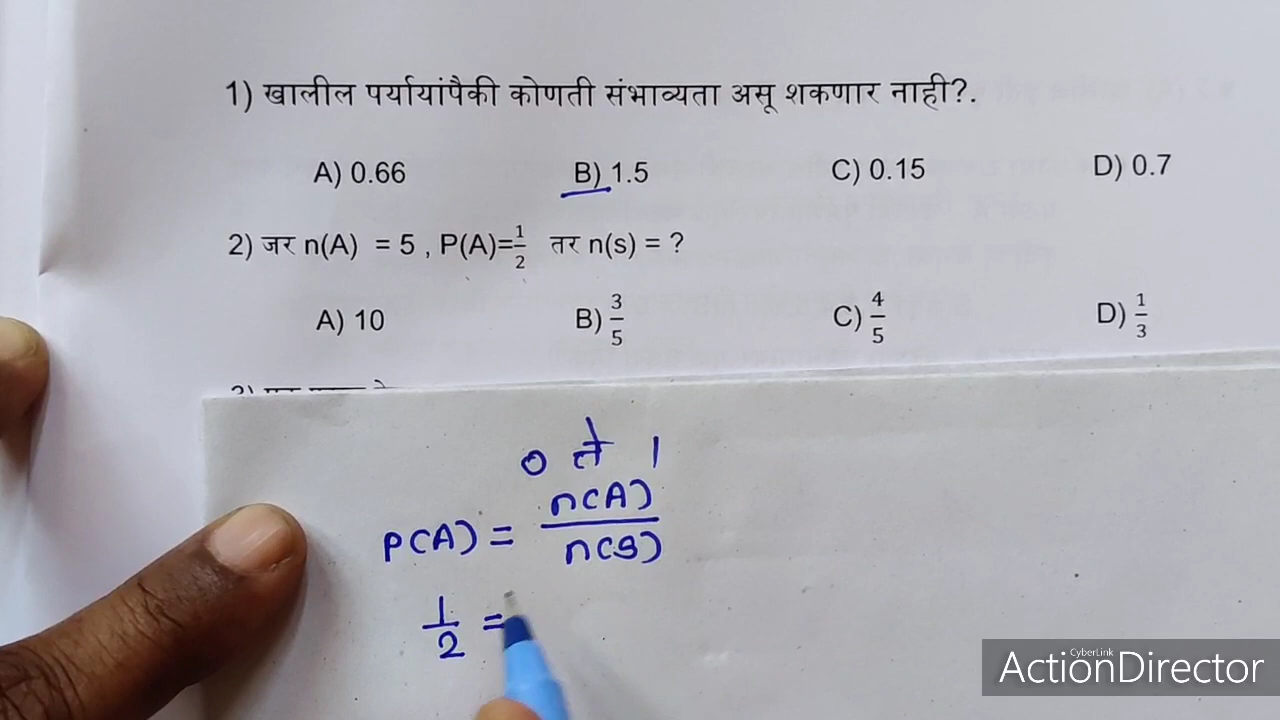 1) खालील पर्यायांपैकी कोणती संभाव्यता असू शकणार नाही?.
A) 0.66 B) 1.5 C) 0.15 D) 0.7
2) जर n(A) = 5 , P(A)=1/2 तर n(s) = ?
A) 10 B) 3/5 C) 4/5 D) 1/3
0 ते 1
P(A) = n(A)/n(S)
1/2 =
CyberLink
ActionDirector